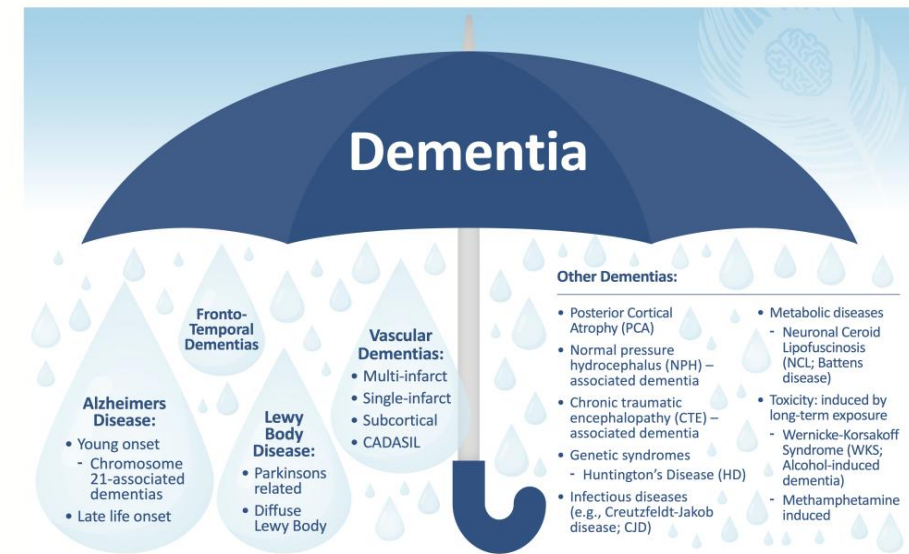 Dementia
Fronto-
Temporal
Dementias
Alzheimers
Disease:
• Young onset
- Chromosome
21-associated
dementias
• Late life onset
Lewy
Body
Disease:
• Parkinsons
related
• Diffuse
Lewy Body
Vascular
Dementias:
• Multi-infarct
• Single-infarct
• Subcortical
• CADASIL
Other Dementias:
• Posterior Cortical
Atrophy (PCA)
• Normal pressure
hydrocephalus (NPH) –
associated dementia
• Chronic traumatic
encephalopathy (CTE) –
associated dementia
• Genetic syndromes
- Huntington's Disease (HD)
• Infectious diseases
(e.g., Creutzfeldt-Jakob
disease; CJD)
• Metabolic diseases
- Neuronal Ceroid
Lipofuscinosis
(NCL; Battens
disease)
• Toxicity: induced by
long-term exposure
- Wernicke-Korsakoff
Syndrome (WKS;
Alcohol-induced
dementia)
- Methamphetamine
induced